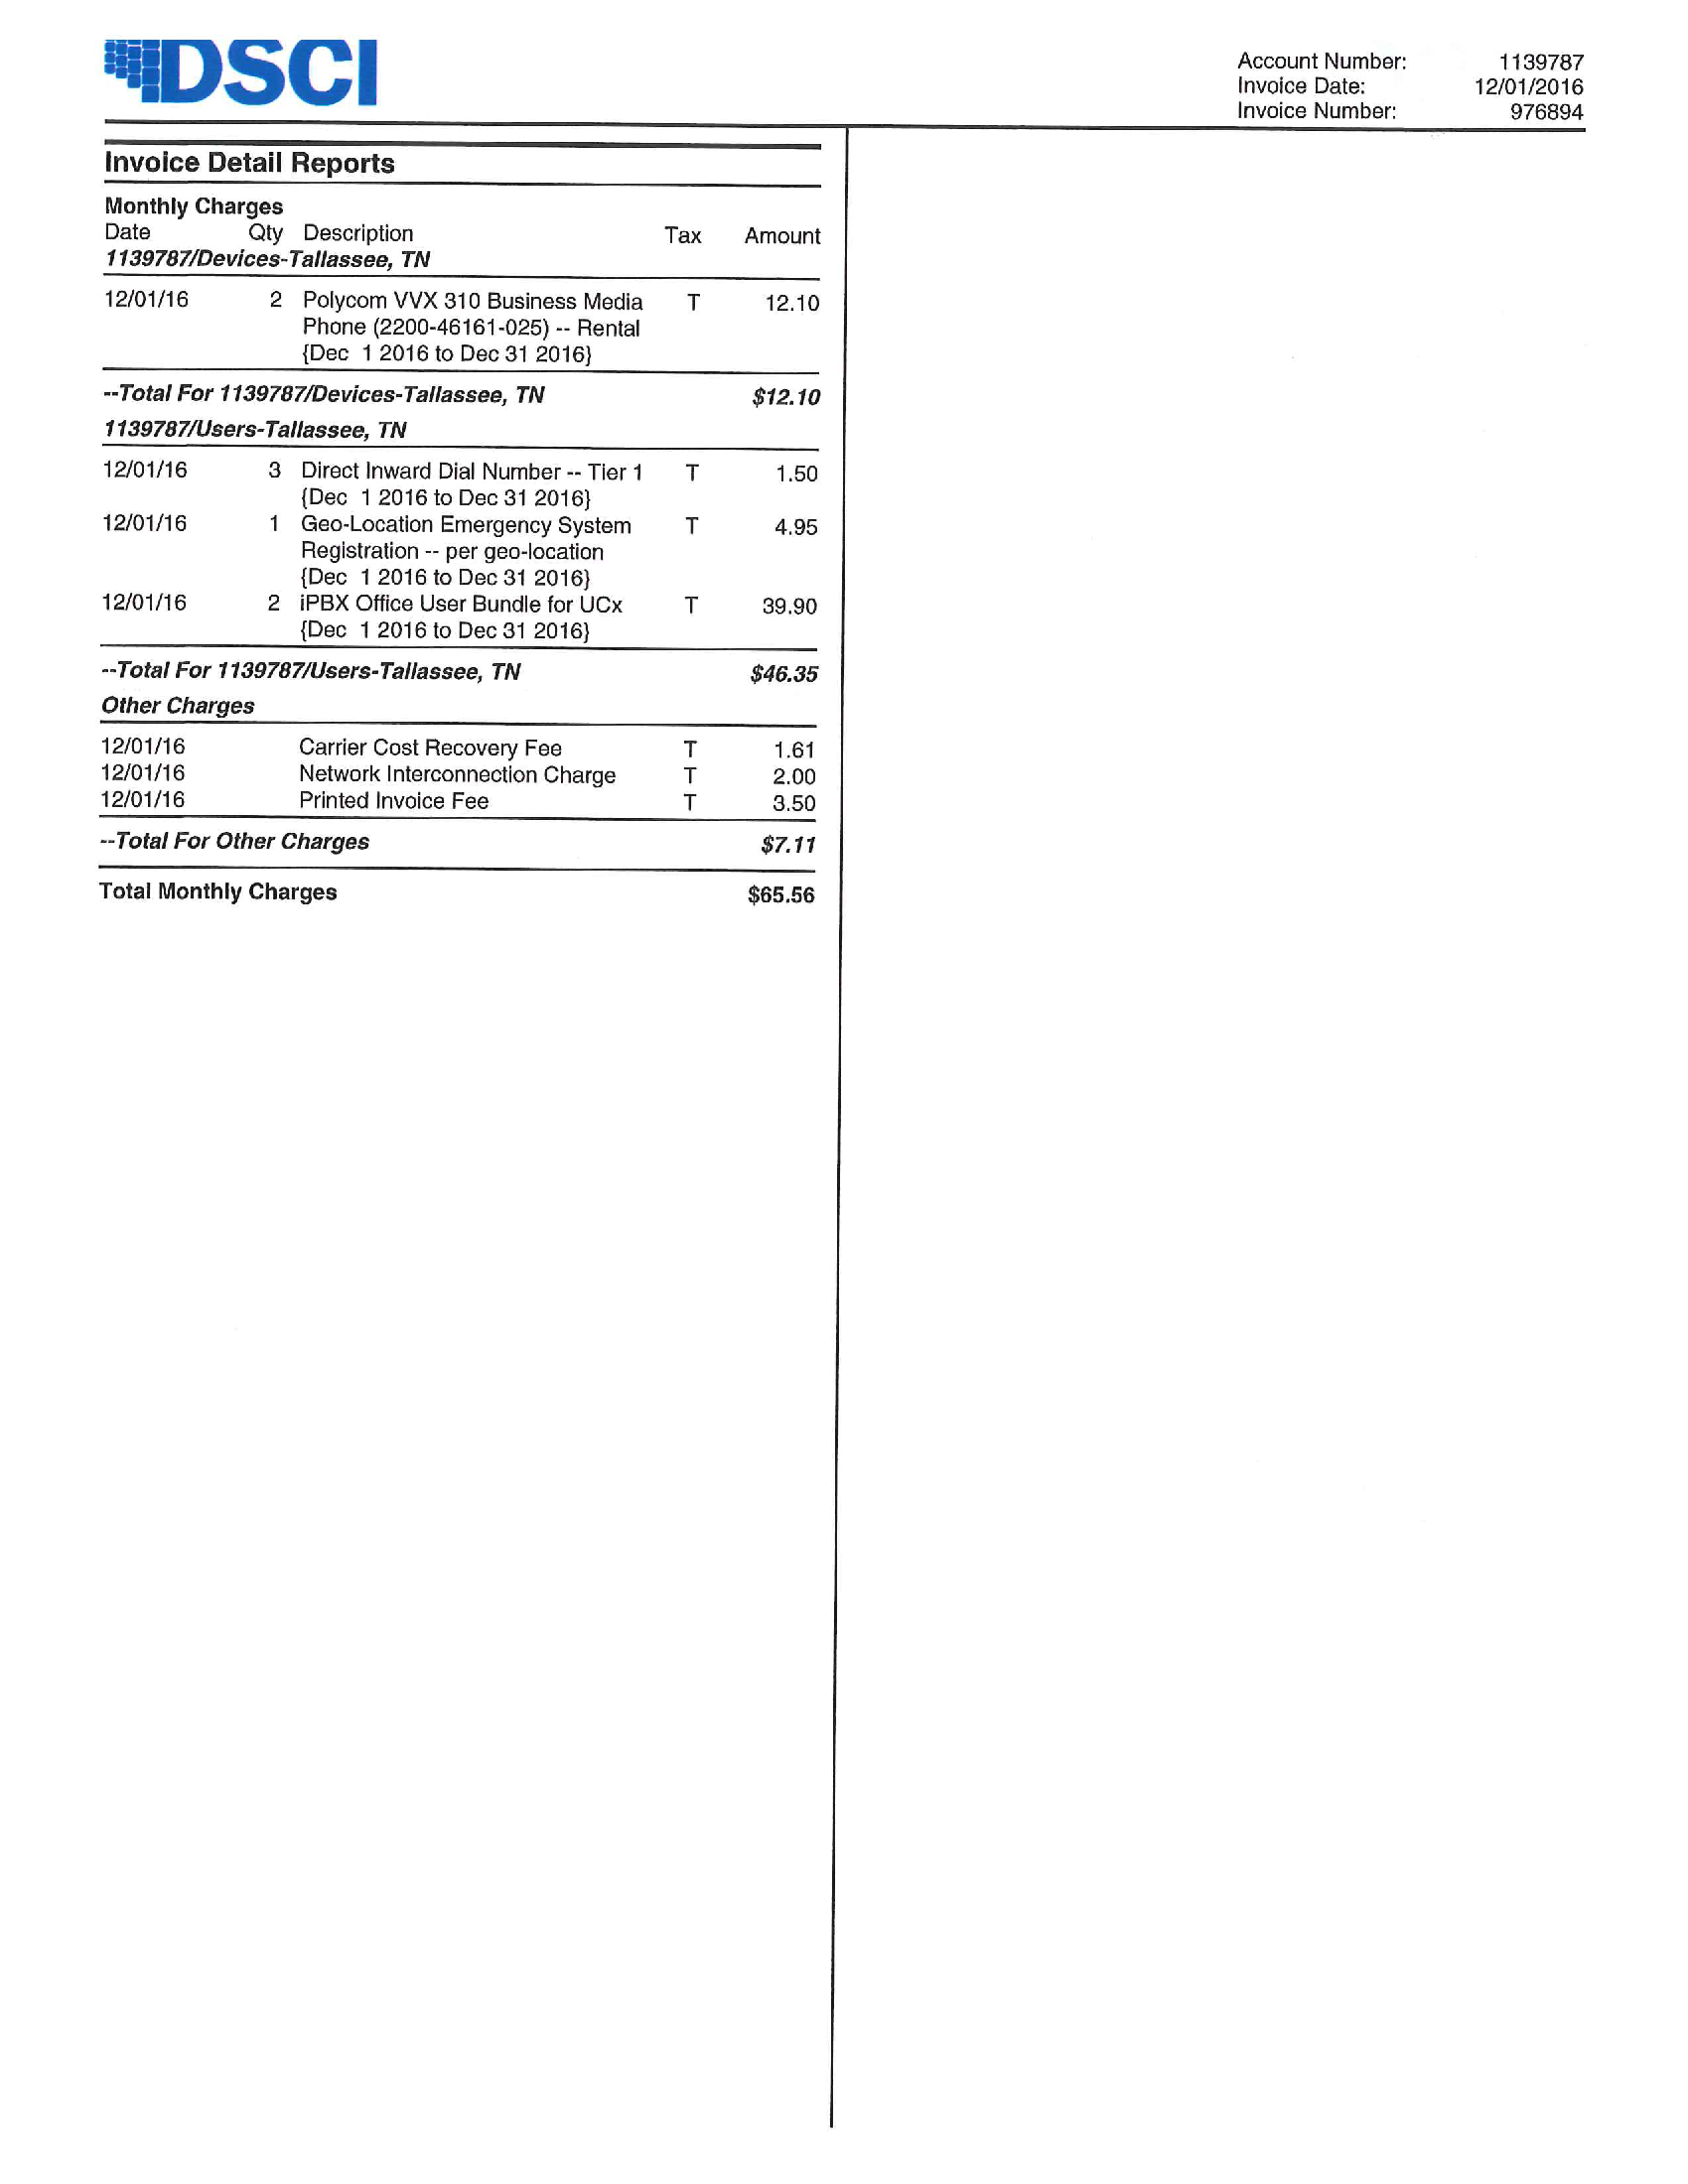 DSCI
Account Number: 1139787
Invoice Date: 12/01/2016
Invoice Number: 976894
Invoice Detail Reports
Monthly Charges
Date Qty Description Tax Amount
1139787/Devices-Tallassee, TN
12/01/16 2 Polycom VVX 310 Business Media T 12.10
Phone (2200-46161-025) -- Rental
{Dec 1 2016 to Dec 31 2016}
--Total For 1139787/Devices-Tallassee, TN $12.10
1139787/Users-Tallassee, TN
12/01/16 3 Direct Inward Dial Number -- Tier 1 T 1.50
{Dec 1 2016 to Dec 31 2016}
12/01/16 1 Geo-Location Emergency System T 4.95
Registration -- per geo-location
{Dec 1 2016 to Dec 31 2016}
12/01/16 2 iPBX Office User Bundle for UCx T 39.90
{Dec 1 2016 to Dec 31 2016}
--Total For 1139787/Users-Tallassee, TN $46.35
Other Charges
12/01/16 Carrier Cost Recovery Fee T 1.61
12/01/16 Network Interconnection Charge T 2.00
12/01/16 Printed Invoice Fee T 3.50
--Total For Other Charges $7.11
Total Monthly Charges $65.56